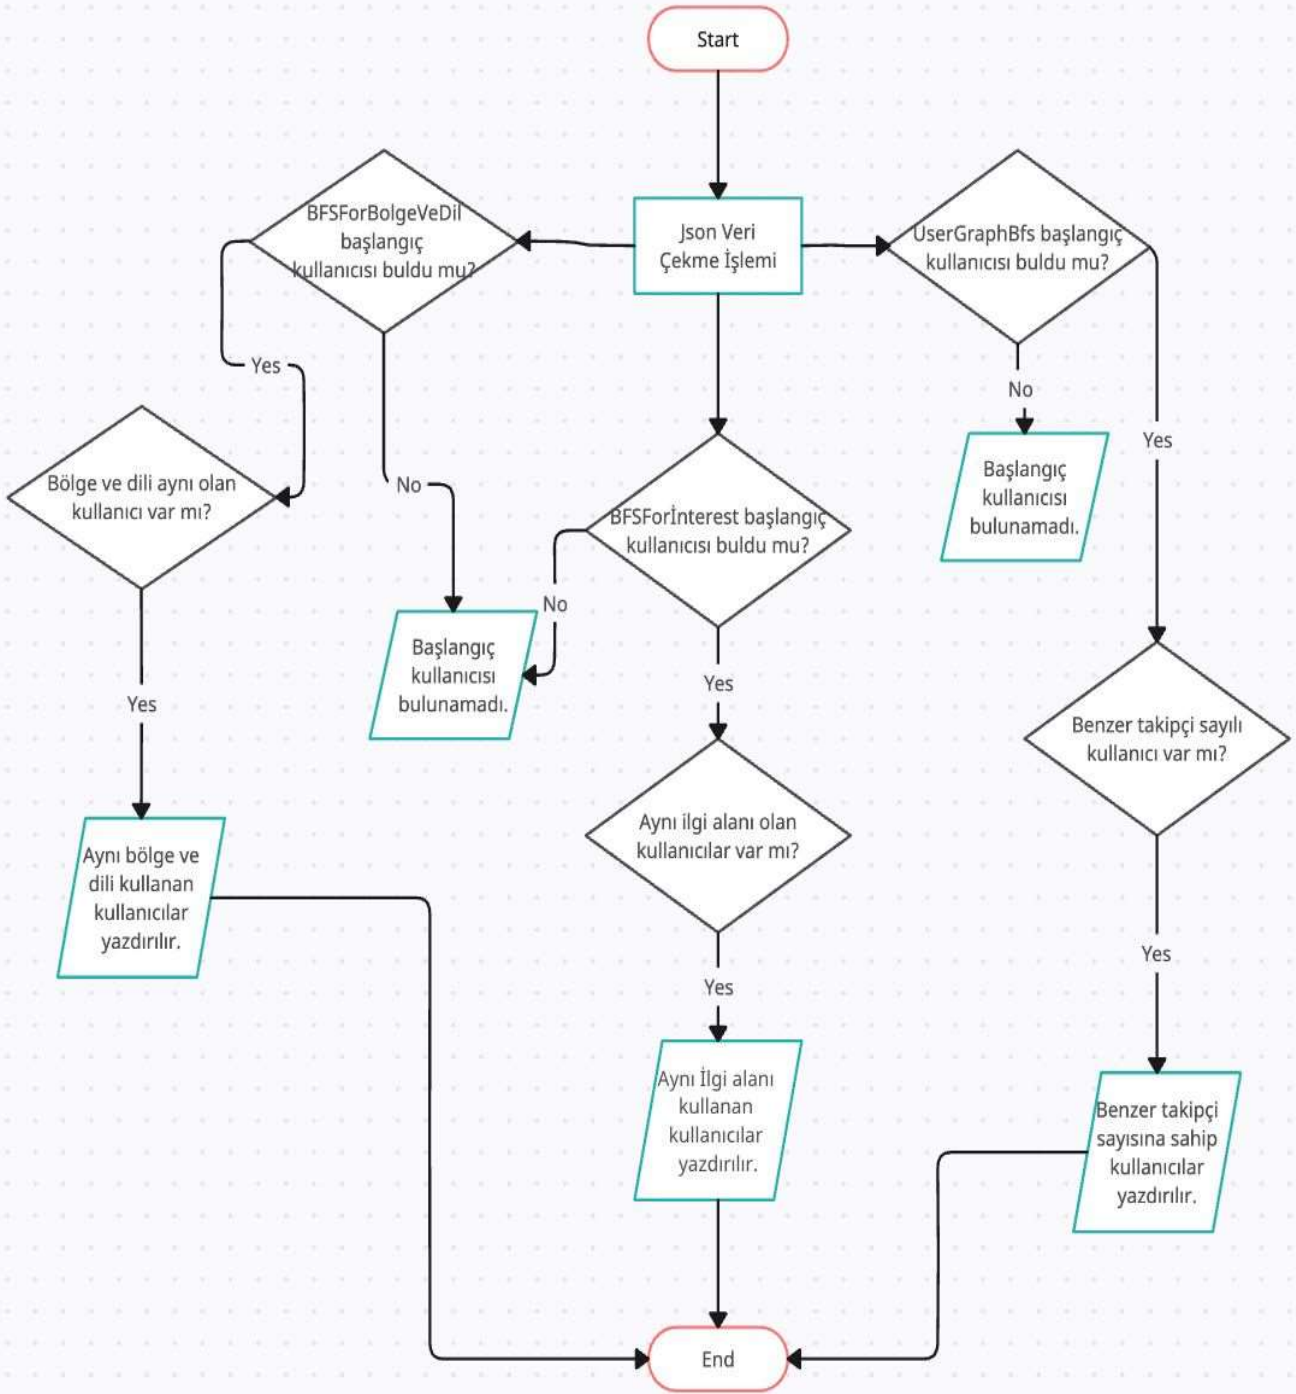 Start
Json Veri
Çekme İşlemi
BFSForBolgeVeDil
başlangıç
kullanıcısı buldu mu?
UserGraphBfs başlangıç
kullanıcısı buldu mu?
Yes
No
Başlangıç
kullanıcısı
bulunamadı.
Yes
Bölge ve dili aynı olan
kullanıcı var mı?
No
BFSForİnterest başlangıç
kullanıcısı buldu mu?
No
Başlangıç
kullanıcısı
bulunamadı.
Yes
Yes
Benzer takipçi sayılı
kullanıcı var mı?
Aynı ilgi alanı olan
kullanıcılar var mı?
Aynı bölge ve
dili kullanan
kullanıcılar
yazdırılır.
Yes
Yes
Aynı İlgi alanı
kullanan
kullanıcılar
yazdırılır.
Benzer takipçi
sayısına sahip
kullanıcılar
yazdırılır.
End